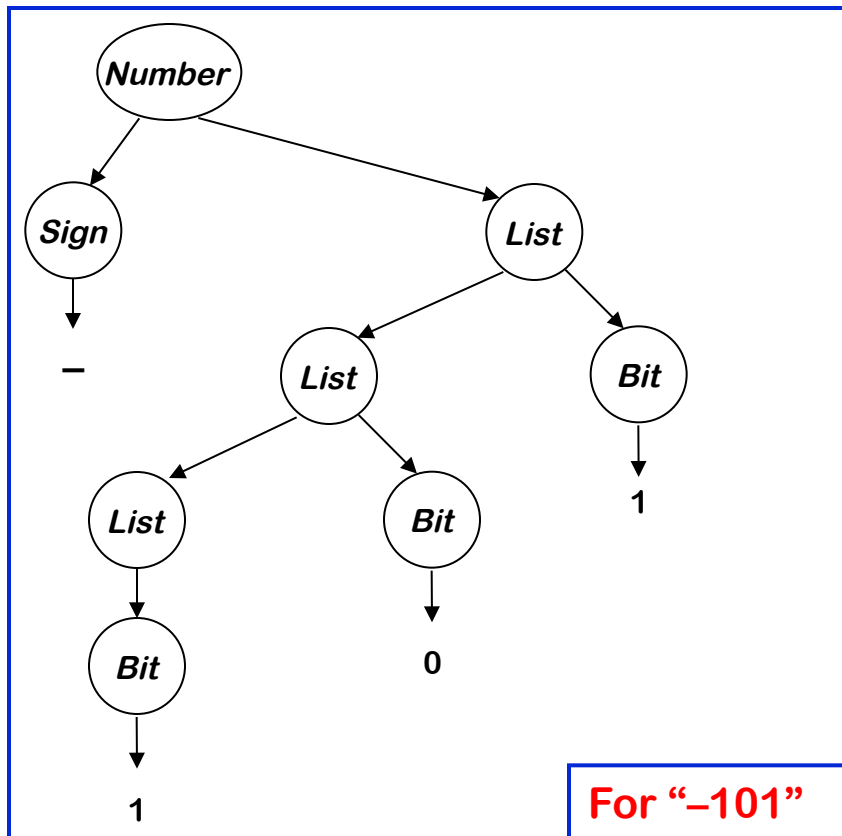 Number
Sign
List
–
List
Bit
List
Bit
1
Bit
0
1
For “–101”